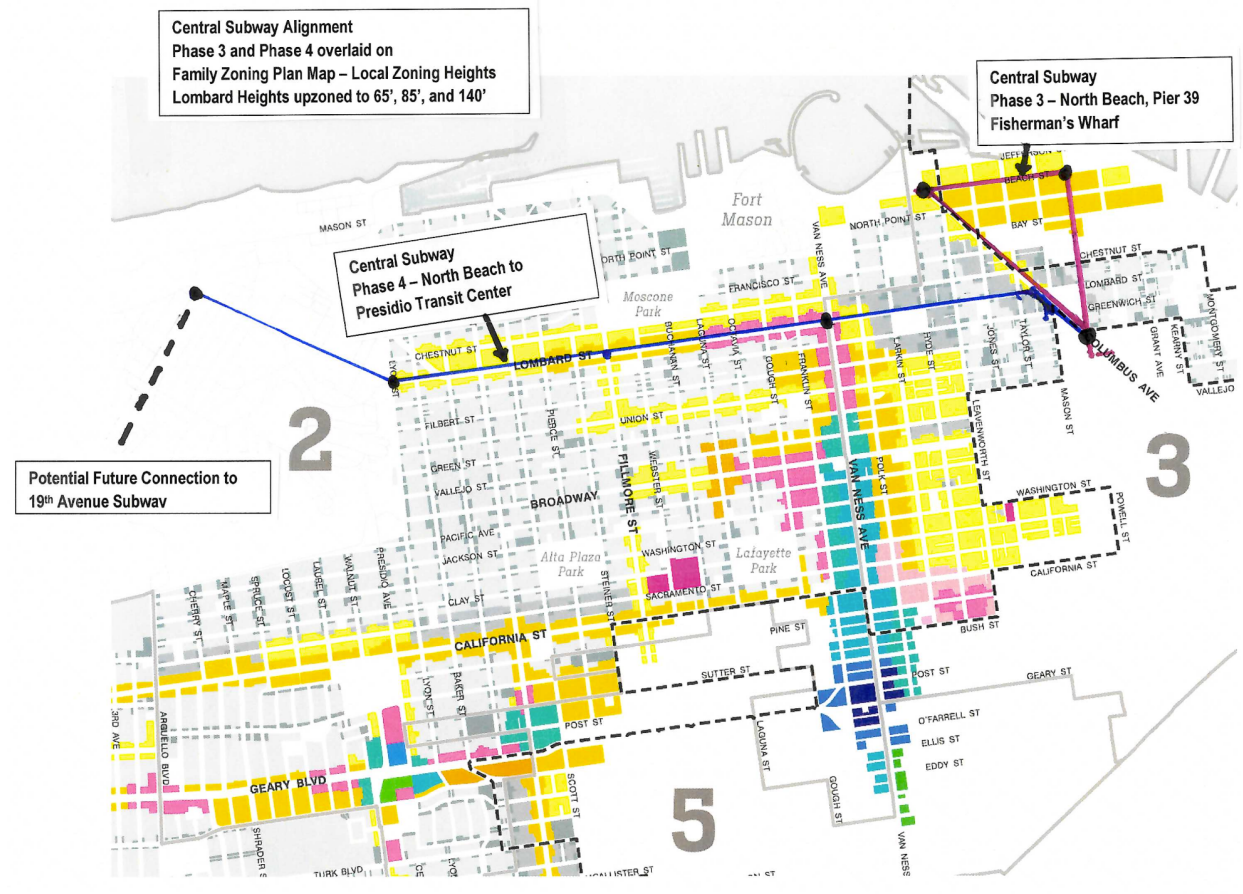 Central Subway Alignment
Phase 3 and Phase 4 overlaid on
Family Zoning Plan Map – Local Zoning Heights
Lombard Heights upzoned to 65’, 85’, and 140’
Central Subway
Phase 3 – North Beach, Pier 39
Fisherman’s Wharf
Central Subway
Phase 4 – North Beach to
Presidio Transit Center
Potential Future Connection to
19th Avenue Subway
MASON ST
Fort
Mason
BEACH ST
NORTH POINT ST
BAY ST
VAN NESS AVE
CHESTNUT ST
LOMBARD ST
GREENWICH ST
MONTGOMERY ST
KEARNY ST
GRANT AVE
VALLEJO
COLUMBUS AVE
Moscone
Park
FRANCISCO ST
CHESTNUT ST
LOMBARD ST
LYON ST
BUCHANAN ST
LAGUNA ST
OCTAVIA ST
GOUGH ST
FRANKLIN ST
LARKIN ST
HYDE ST
JONES ST
TAYLOR ST
MASON ST
LEAVENWORTH ST
2
3
FILBERT ST
UNION ST
PIERCE ST
GREEN ST
VALLEJO ST
BROADWAY
FILLMORE ST
WEBSTER ST
VAN NESS AVE
POLK ST
WASHINGTON ST
POWELL ST
PACIFIC AVE
JACKSON ST
Alta Plaza
Park
WASHINGTON ST
Lafayette
Park
CALIFORNIA ST
CHERRY ST
MAPLE ST
SPRUCE ST
LOCUST ST
LAUREL ST
WALNUT ST
PRESIDIO AVE
CLAY ST
STEINER ST
SACRAMENTO ST
CALIFORNIA ST
PINE ST
BUSH ST
SUTTER ST
POST ST
GEARY ST
LYON ST
BAKER ST
3RD AVE
ARGUELLO BLVD
POST ST
LAGUNA ST
O'FARRELL ST
ELLIS ST
EDDY ST
GEARY BLVD
SCOTT ST
5
GOUGH ST
VAN NESS
SHRADER
TURK BLVD